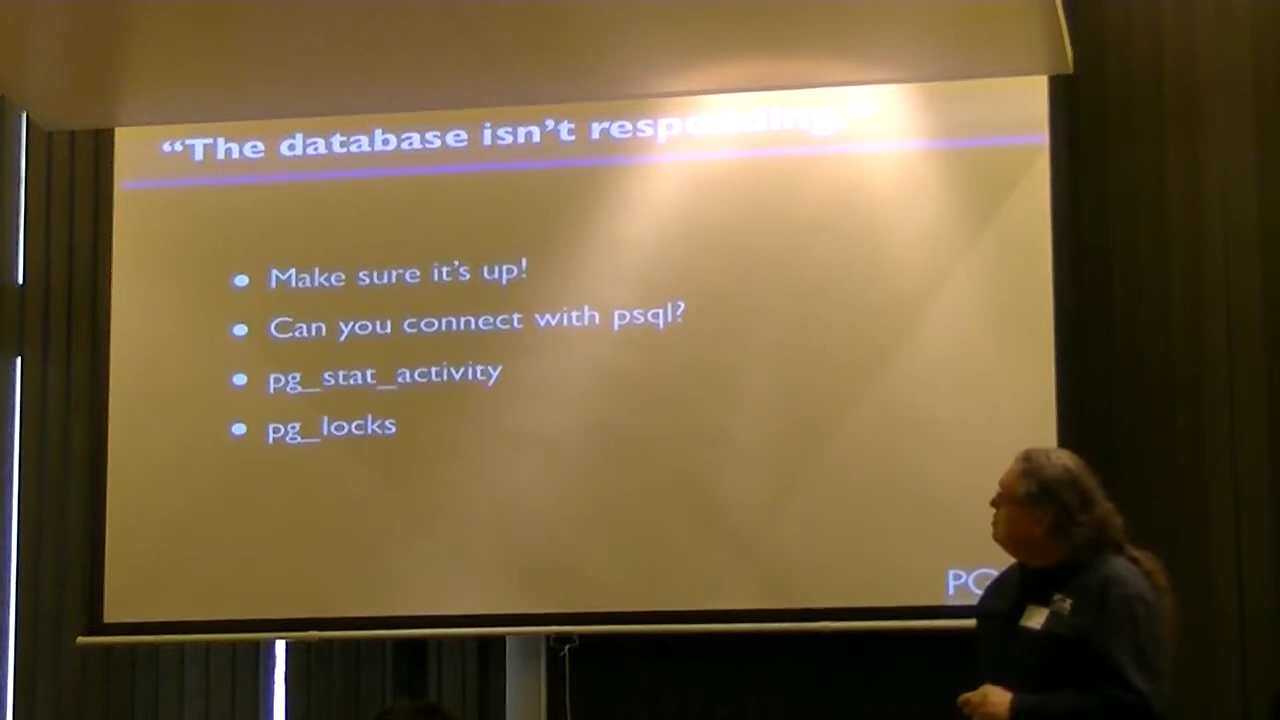 “The database isn’t responding.”
Make sure it’s up!
Can you connect with psql?
pg_stat_activity
pg_locks